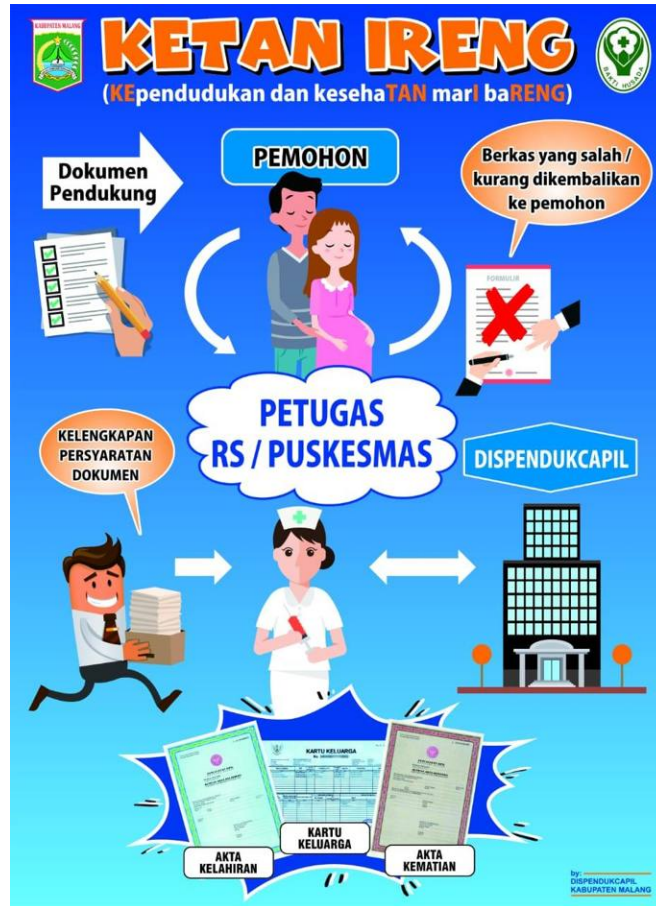 KABUPATEN MALANG
KETAN IRENG
BAKTI HUSADA
(KEpendudukan dan kesehaTAN marI baRENG)
Dokumen
Pendukung
PEMOHON
Berkas yang salah /
kurang dikembalikan
ke pemohon
FORMULIR
PETUGAS
RS / PUSKESMAS
KELENGKAPAN
PERSYARATAN
DOKUMEN
DISPENDUKCAPIL
KARTU KELUARGA
AKTA
KELAHIRAN
KARTU
KELUARGA
AKTA
KEMATIAN
by:
DISPENDUKCAPIL
KABUPATEN MALANG